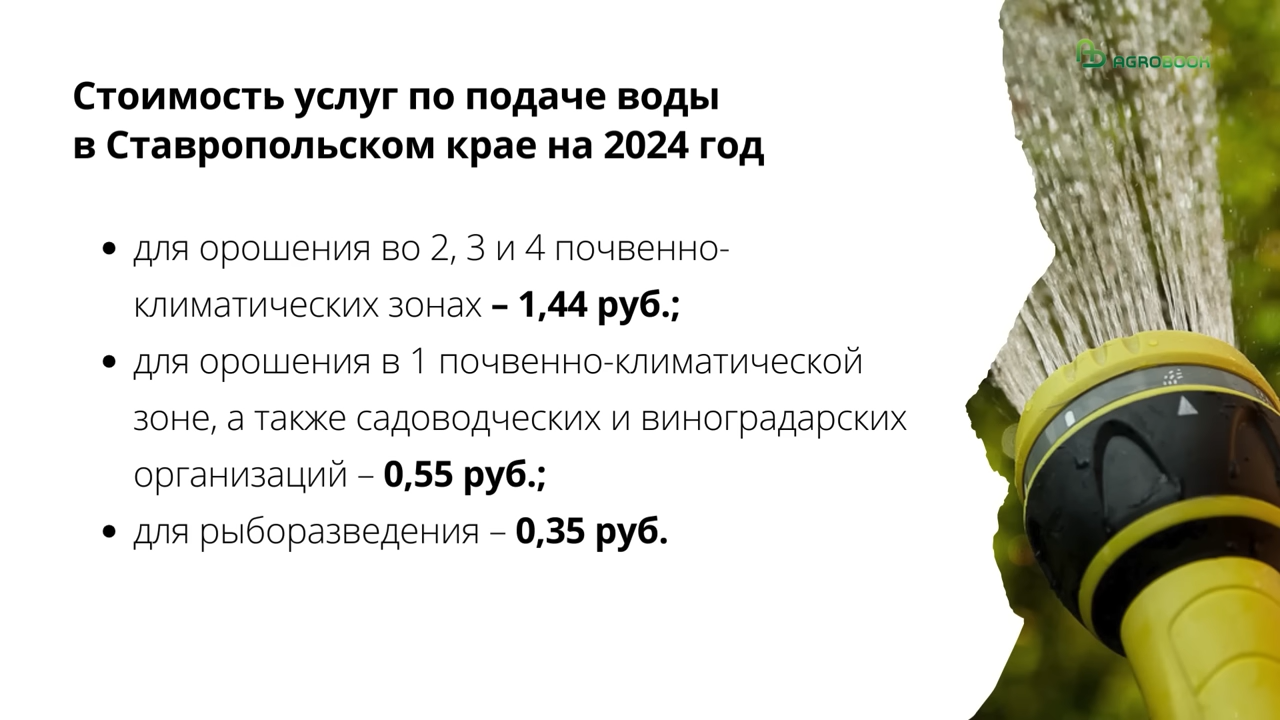 AGROBOOK
Стоимость услуг по подаче воды
в Ставропольском крае на 2024 год
• для орошения во 2, 3 и 4 почвенно-
климатических зонах – 1,44 руб.;
• для орошения в 1 почвенно-климатической
зоне, а также садоводческих и виноградарских
организаций – 0,55 руб.;
• для рыборазведения – 0,35 руб.